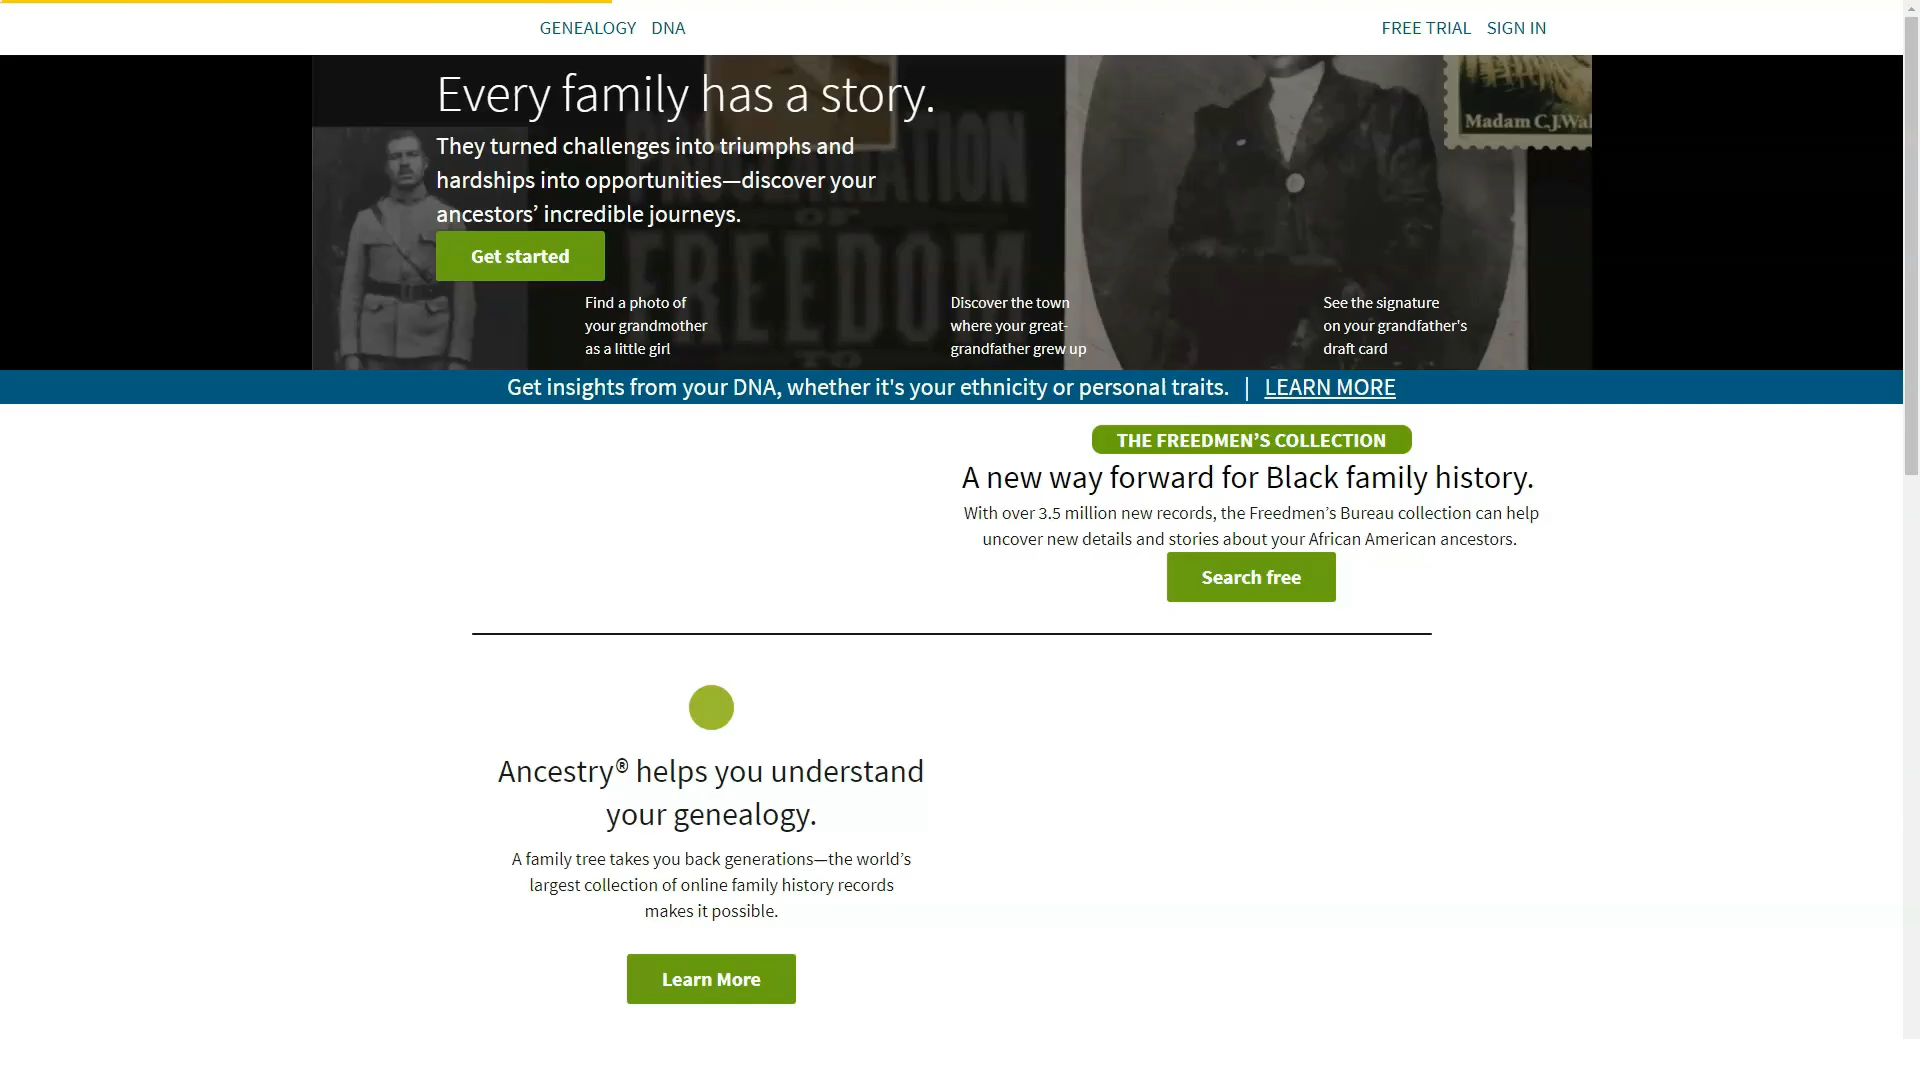 GENEALOGY DNA FREE TRIAL SIGN IN
Every family has a story.
They turned challenges into triumphs and
hardships into opportunities—discover your
ancestors’ incredible journeys.
Get started
Find a photo of
your grandmother
as a little girl
Discover the town
where your great-
grandfather grew up
See the signature
on your grandfather's
draft card
Madam C.J. Wal
OF
FREEDOM
TO
Get insights from your DNA, whether it's your ethnicity or personal traits. | LEARN MORE
THE FREEDMEN’S COLLECTION
A new way forward for Black family history.
With over 3.5 million new records, the Freedmen’s Bureau collection can help
uncover new details and stories about your African American ancestors.
Search free
Ancestry® helps you understand
your genealogy.
A family tree takes you back generations—the world’s
largest collection of online family history records
makes it possible.
Learn More